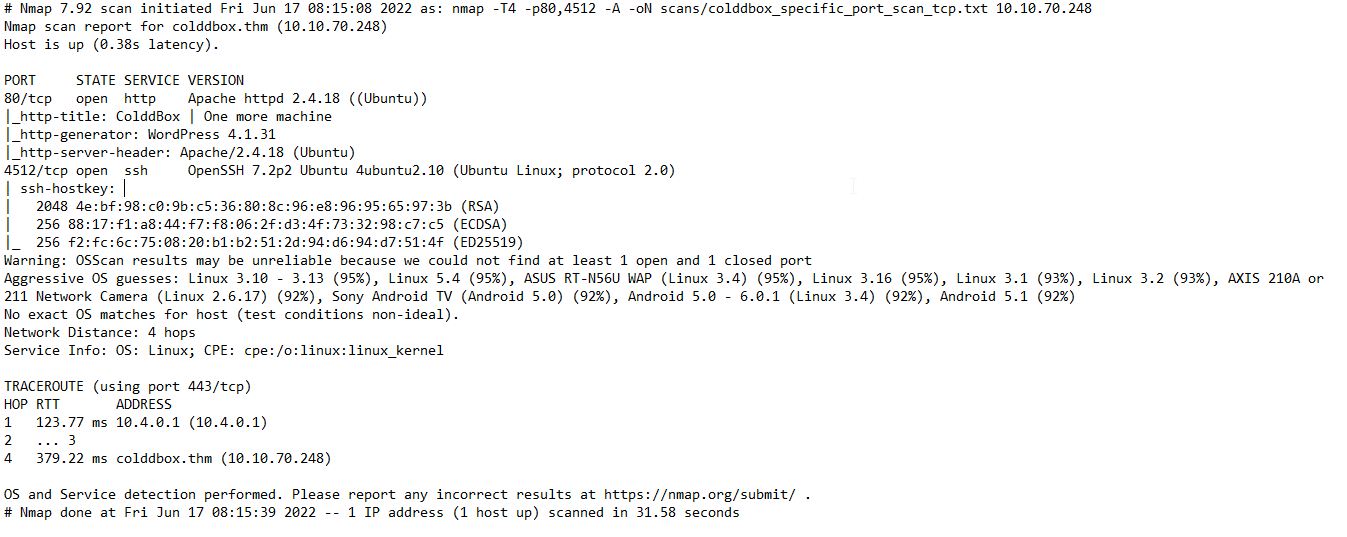 # Nmap 7.92 scan initiated Fri Jun 17 08:15:08 2022 as: nmap -T4 -p80,4512 -A -oN scans/colddbox_specific_port_scan_tcp.txt 10.10.70.248
Nmap scan report for colddbox.thm (10.10.70.248)
Host is up (0.38s latency).

PORT     STATE SERVICE VERSION
80/tcp   open  http    Apache httpd 2.4.18 ((Ubuntu))
|_http-title: ColddBox | One more machine
|_http-generator: WordPress 4.1.31
|_http-server-header: Apache/2.4.18 (Ubuntu)
4512/tcp open  ssh     OpenSSH 7.2p2 Ubuntu 4ubuntu2.10 (Ubuntu Linux; protocol 2.0)
| ssh-hostkey:
|   2048 4e:bf:98:c0:9b:c5:36:80:8c:96:e8:96:95:65:97:3b (RSA)
|   256 88:17:f1:a8:44:f7:f8:06:2f:d3:4f:73:32:98:c7:c5 (ECDSA)
|_  256 f2:fc:6c:75:08:20:b1:b2:51:2d:94:d6:94:d7:51:4f (ED25519)
Warning: OSScan results may be unreliable because we could not find at least 1 open and 1 closed port
Aggressive OS guesses: Linux 3.10 - 3.13 (95%), Linux 5.4 (95%), ASUS RT-N56U WAP (Linux 3.4) (95%), Linux 3.16 (95%), Linux 3.1 (93%), Linux 3.2 (93%), AXIS 210A or
211 Network Camera (Linux 2.6.17) (92%), Sony Android TV (Android 5.0) (92%), Android 5.0 - 6.0.1 (Linux 3.4) (92%), Android 5.1 (92%)
No exact OS matches for host (test conditions non-ideal).
Network Distance: 4 hops
Service Info: OS: Linux; CPE: cpe:/o:linux:linux_kernel

TRACEROUTE (using port 443/tcp)
HOP RTT       ADDRESS
1   123.77 ms 10.4.0.1 (10.4.0.1)
2   ... 3
4   379.22 ms colddbox.thm (10.10.70.248)

OS and Service detection performed. Please report any incorrect results at https://nmap.org/submit/ .
# Nmap done at Fri Jun 17 08:15:39 2022 -- 1 IP address (1 host up) scanned in 31.58 seconds